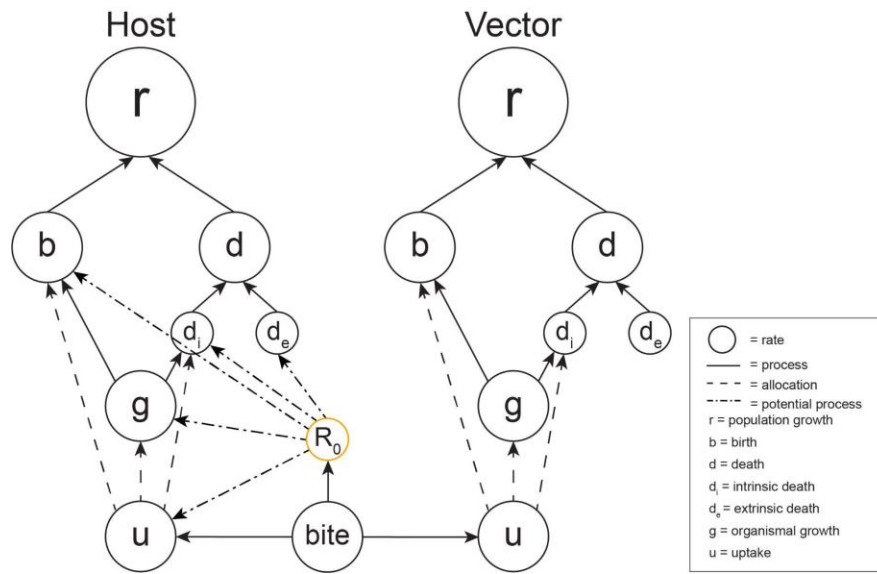 Host Vector
r r
b d b d
dᵢ dₑ dᵢ dₑ
g g
R₀
u bite u
= rate
= process
= allocation
= potential process
r = population growth
b = birth
d = death
dᵢ = intrinsic death
dₑ = extrinsic death
g = organismal growth
u = uptake